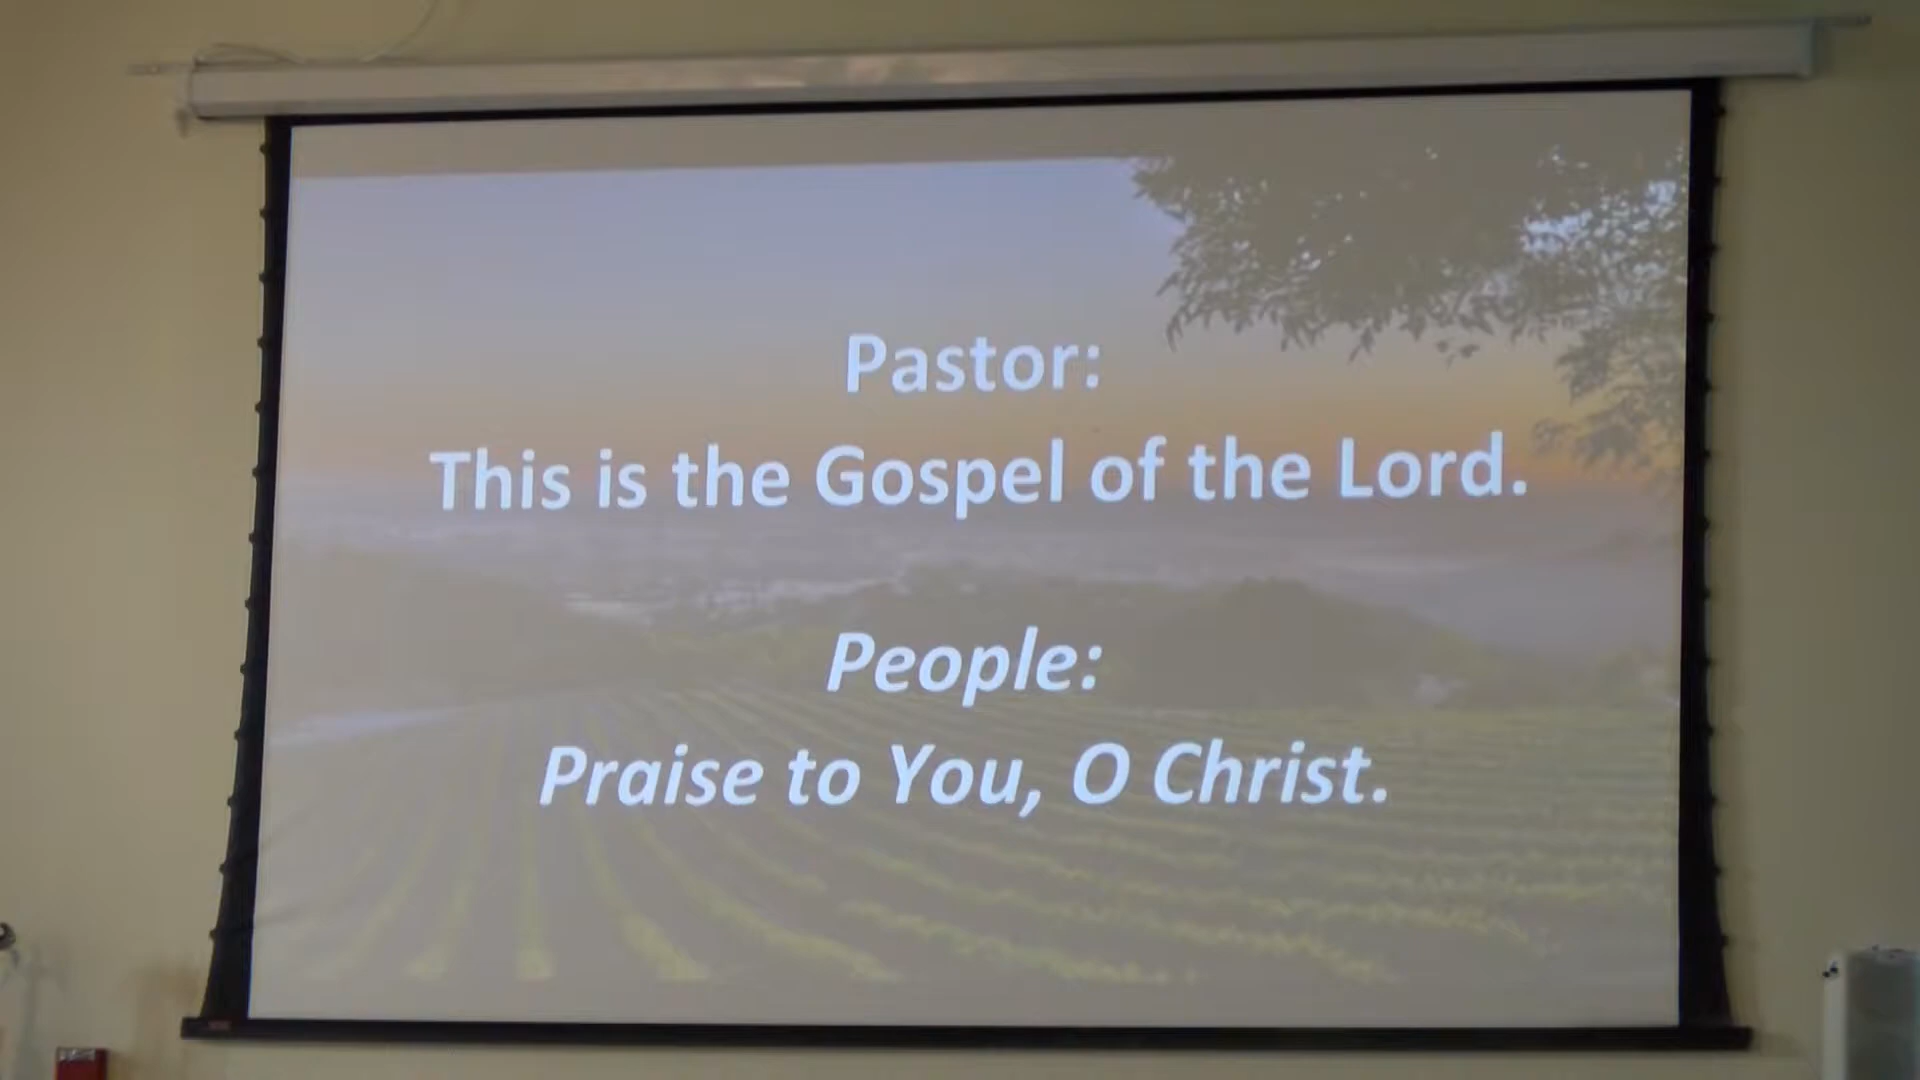 Pastor:
This is the Gospel of the Lord.
People:
Praise to You, O Christ.